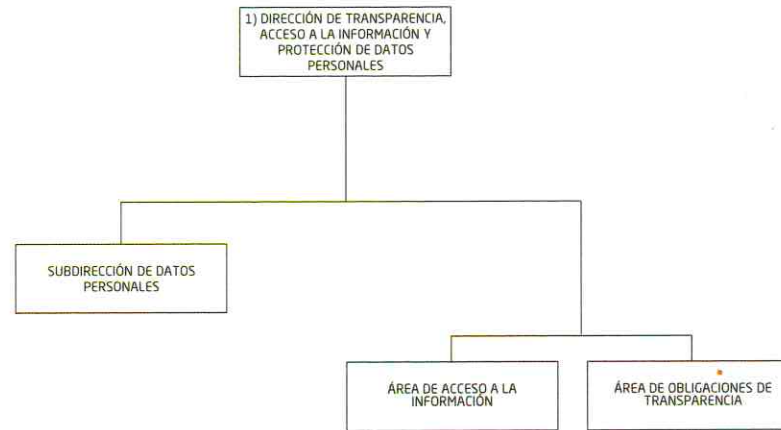 1) DIRECCIÓN DE TRANSPARENCIA,
ACCESO A LA INFORMACIÓN Y
PROTECCIÓN DE DATOS
PERSONALES
SUBDIRECCIÓN DE DATOS
PERSONALES
ÁREA DE ACCESO A LA
INFORMACIÓN
ÁREA DE OBLIGACIONES DE
TRANSPARENCIA